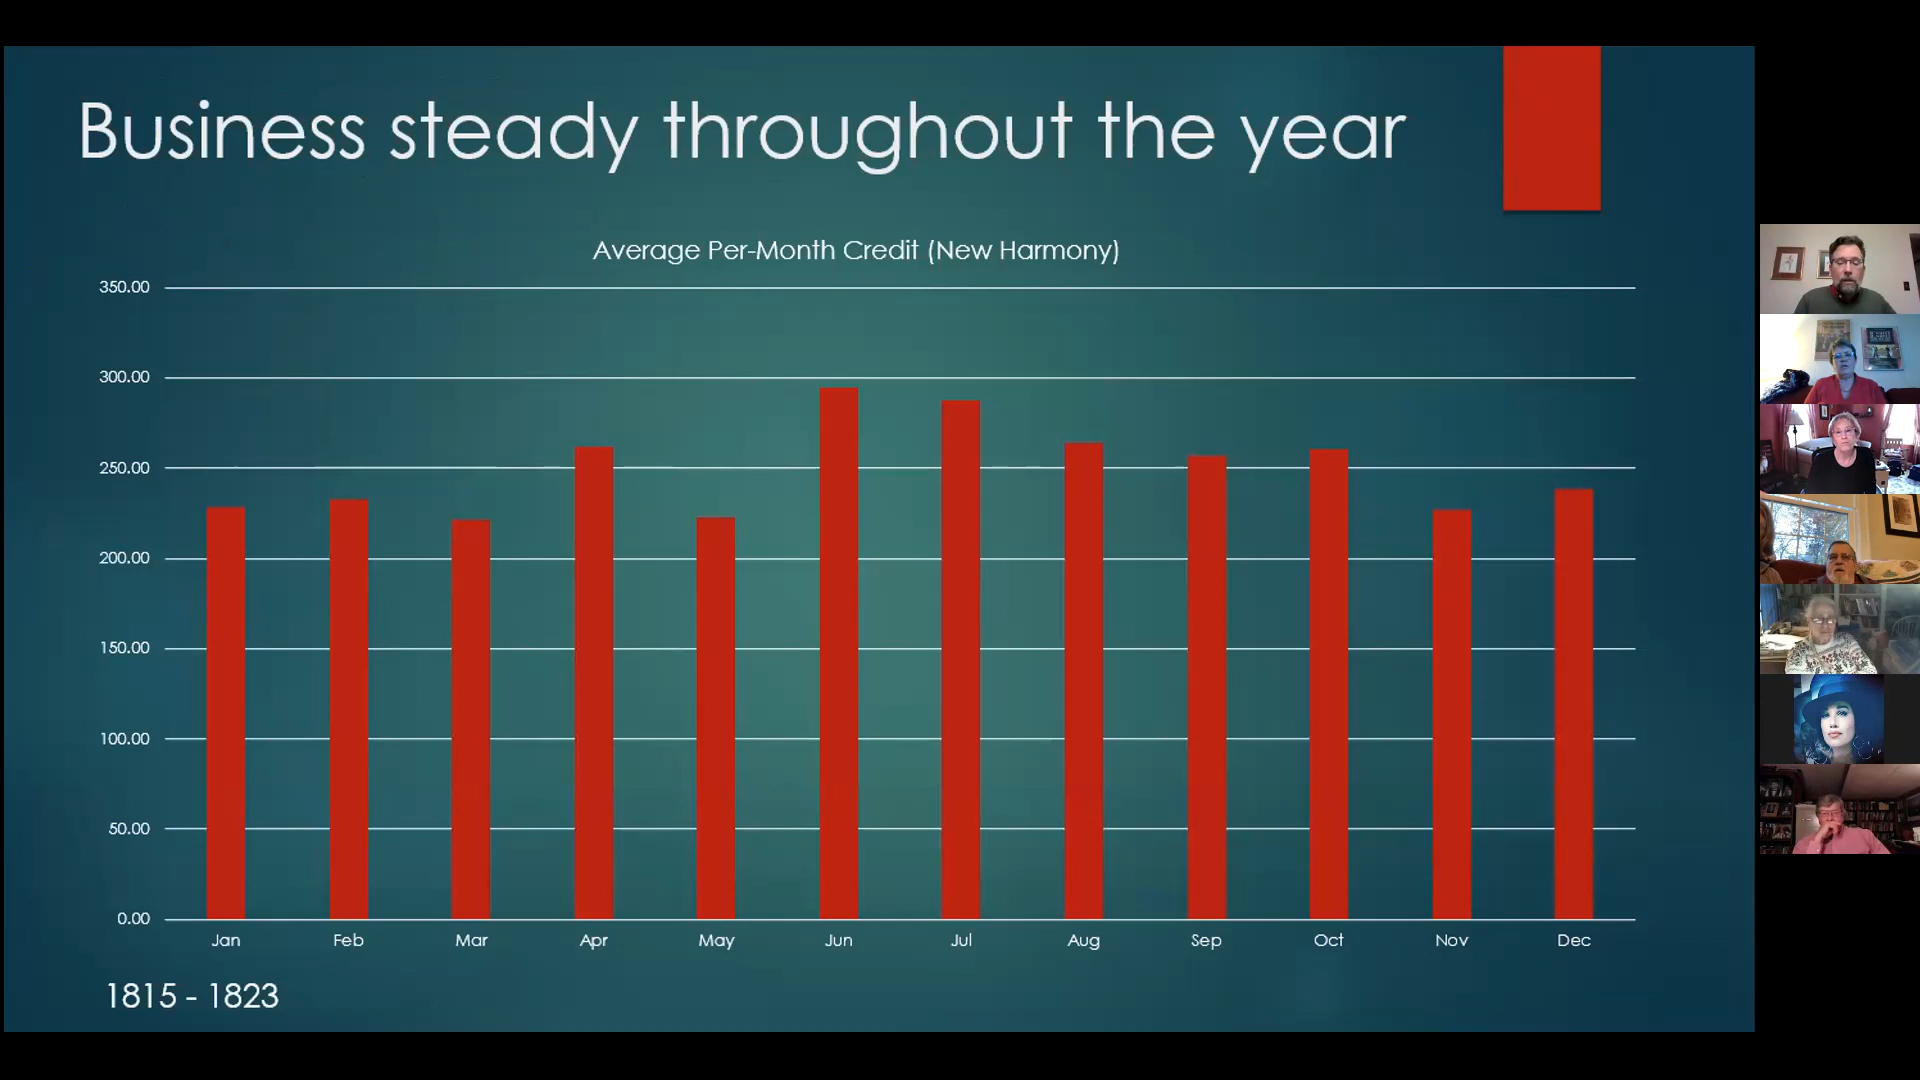 Business steady throughout the year
Average Per-Month Credit (New Harmony)
350.00
300.00
250.00
200.00
150.00
100.00
50.00
0.00
Jan Feb Mar Apr May Jun Jul Aug Sep Oct Nov Dec
1815 - 1823